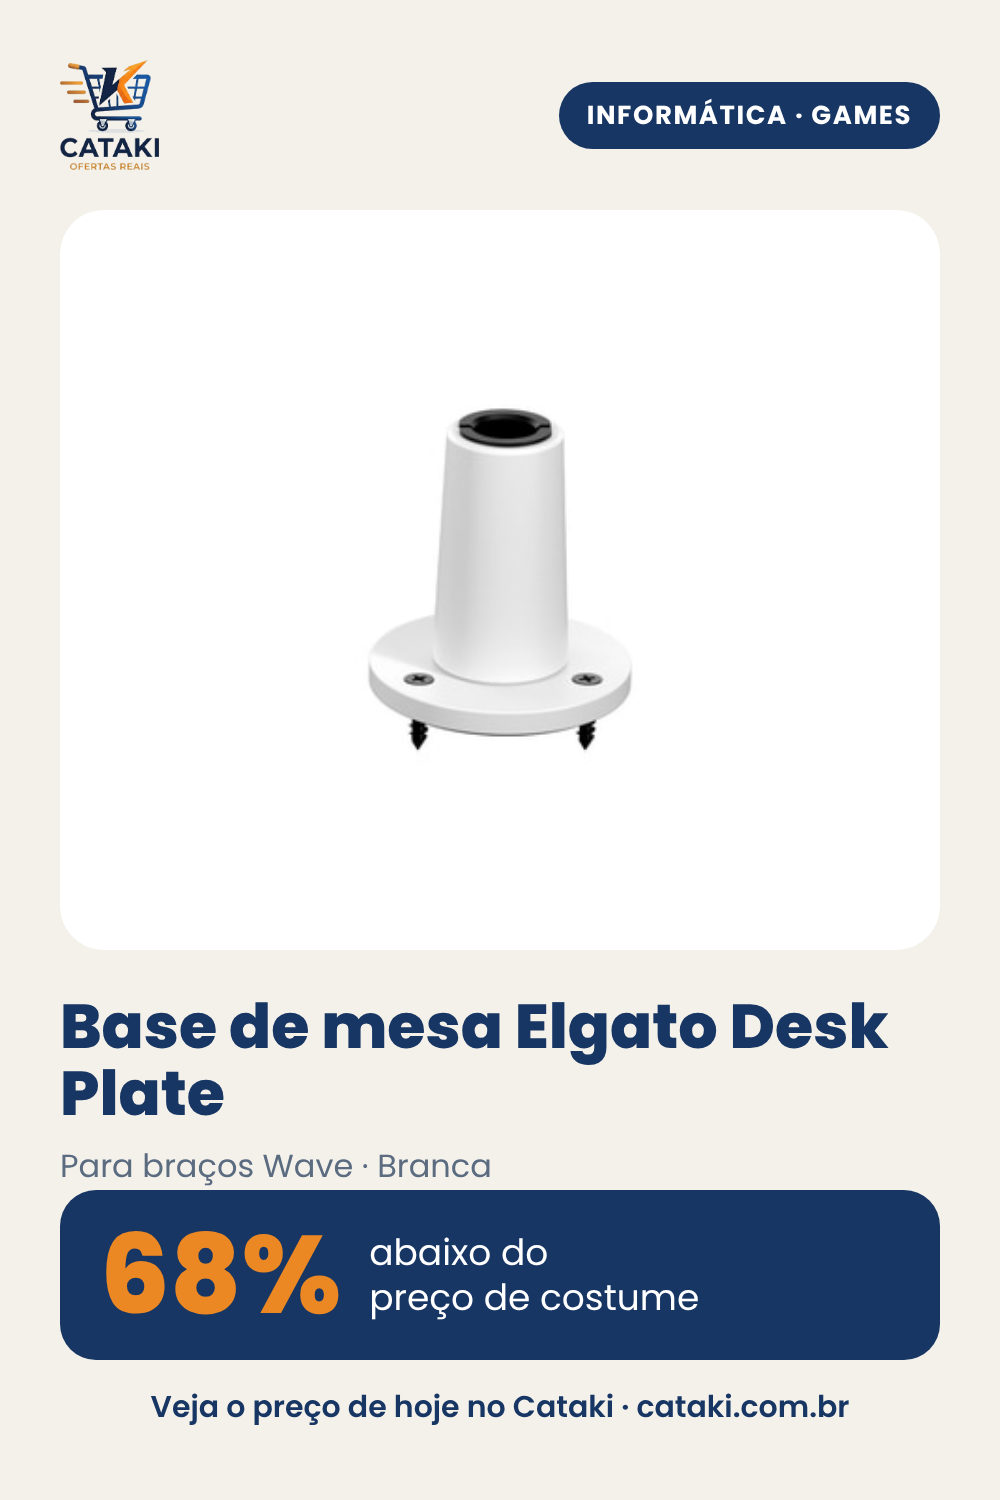 CATAKI
OFERTAS REAIS
INFORMÁTICA · GAMES
Base de mesa Elgato Desk
Plate
Para braços Wave · Branca
68%
abaixo do
preço de costume
Veja o preço de hoje no Cataki · cataki.com.br